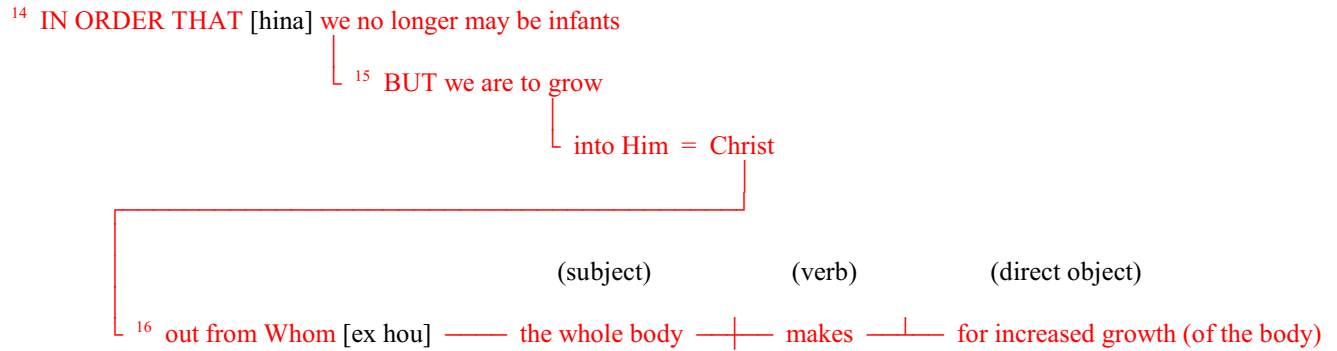 14 IN ORDER THAT [hina] we no longer may be infants
15 BUT we are to grow
into Him = Christ
(subject) (verb) (direct object)
16 out from Whom [ex hou] the whole body makes for increased growth (of the body)